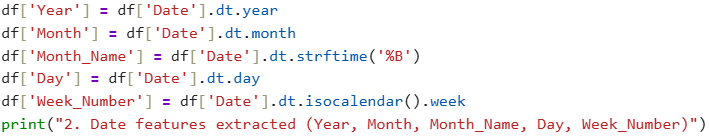 df['Year'] = df['Date'].dt.year
df['Month'] = df['Date'].dt.month
df['Month_Name'] = df['Date'].dt.strftime('%B')
df['Day'] = df['Date'].dt.day
df['Week_Number'] = df['Date'].dt.isocalendar().week
print("2. Date features extracted (Year, Month, Month_Name, Day, Week_Number)")